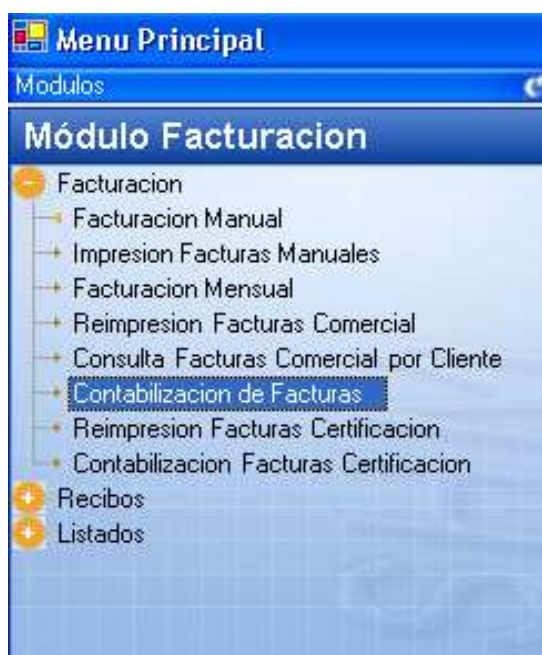 Menu Principal
Modulos
Módulo Facturacion
Facturacion
Facturacion Manual
Impresion Facturas Manuales
Facturacion Mensual
Reimpresion Facturas Comercial
Consulta Facturas Comercial por Cliente
Contabilizacion de Facturas
Reimpresion Facturas Certificacion
Contabilizacion Facturas Certificacion
Recibos
Listados